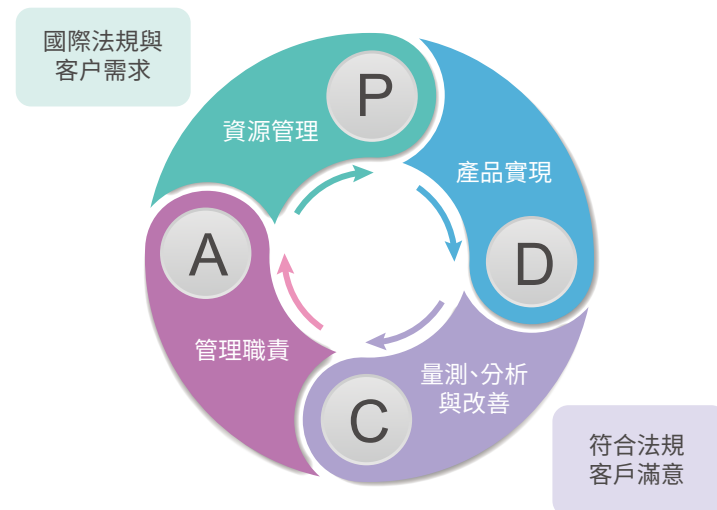 國際法規與
客户需求
P
資源管理
產品實現
D
A
管理職責
量測、分析
與改善
C
符合法規
客戶滿意